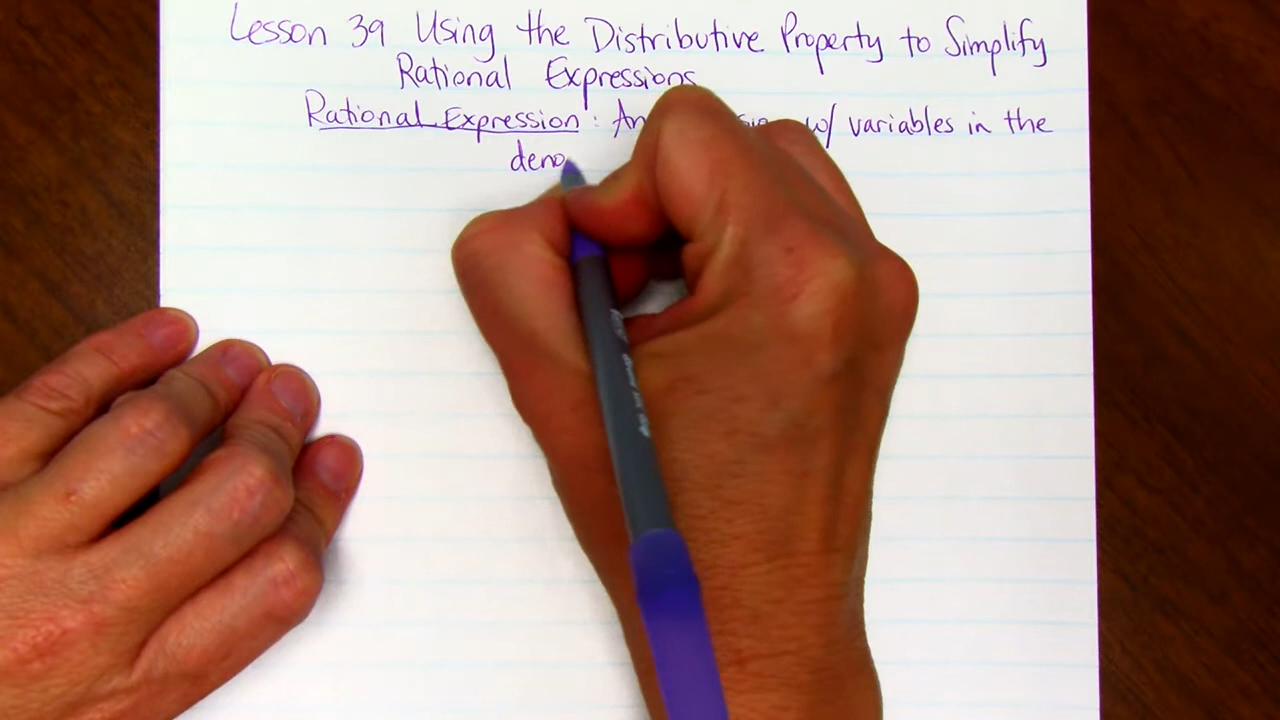 Lesson 39 Using the Distributive Property to Simplify
Rational Expressions
Rational Expression : An w/ variables in the
deno